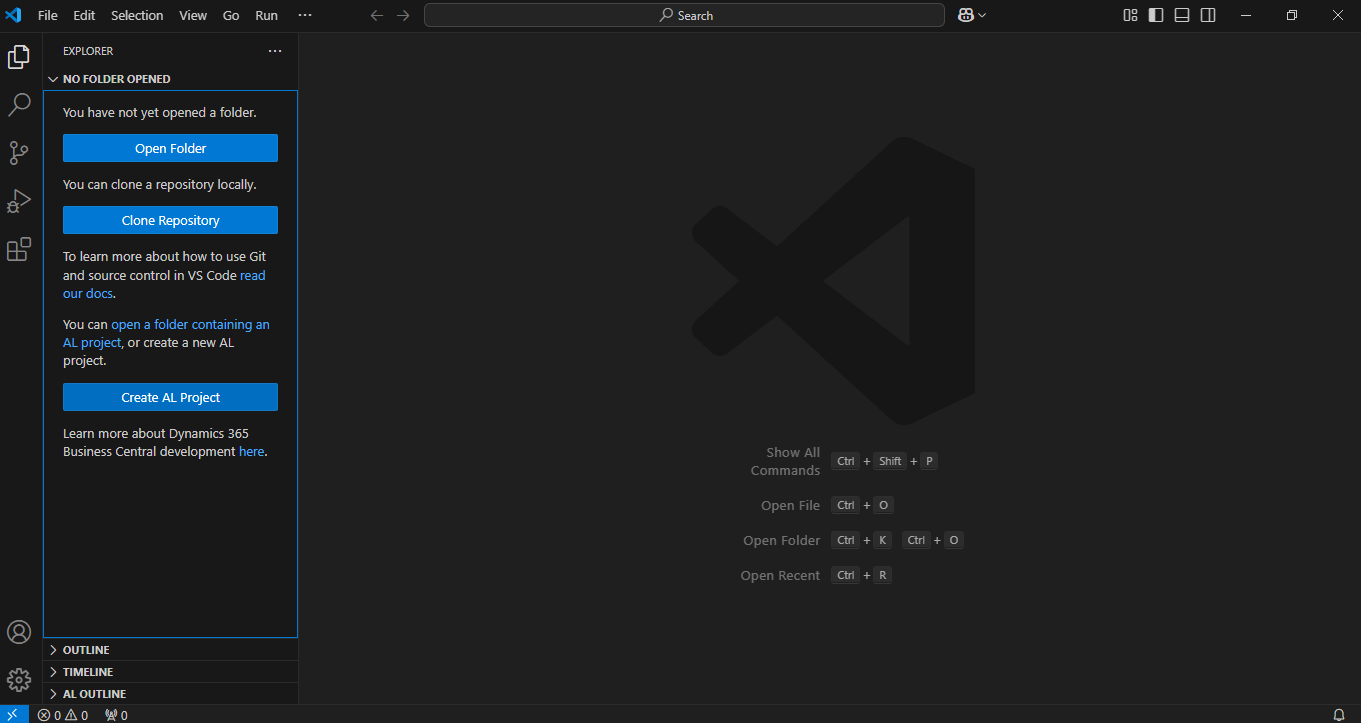 File Edit Selection View Go Run ···
Search
EXPLORER ···
NO FOLDER OPENED
You have not yet opened a folder.
Open Folder
You can clone a repository locally.
Clone Repository
To learn more about how to use Git
and source control in VS Code read
our docs.
You can open a folder containing an
AL project, or create a new AL
project.
Create AL Project
Learn more about Dynamics 365
Business Central development here.
OUTLINE
TIMELINE
AL OUTLINE
Show All
Commands Ctrl + Shift + P
Open File Ctrl + O
Open Folder Ctrl + K Ctrl + O
Open Recent Ctrl + R
0 0 0